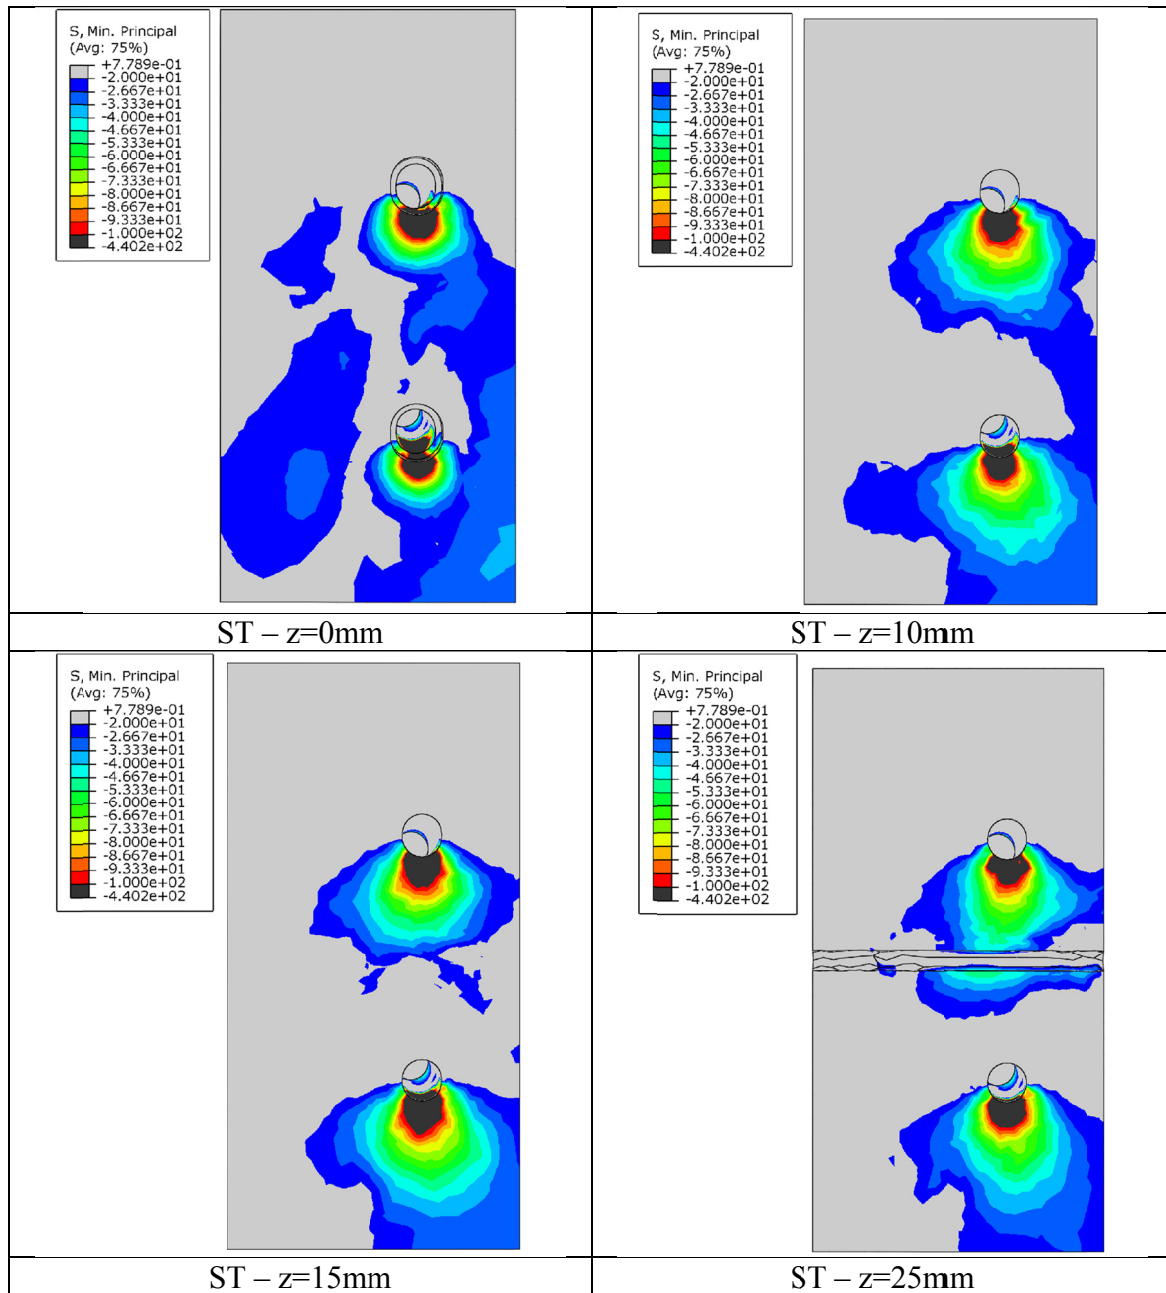 S, Min. Principal
(Avg: 75%)
+7.789e-01
-2.000e+01
-2.667e+01
-3.333e+01
-4.000e+01
-4.667e+01
-5.333e+01
-6.000e+01
-6.667e+01
-7.333e+01
-8.000e+01
-8.667e+01
-9.333e+01
-1.000e+02
-4.402e+02
S, Min. Principal
(Avg: 75%)
+7.789e-01
-2.000e+01
-2.667e+01
-3.333e+01
-4.000e+01
-4.667e+01
-5.333e+01
-6.000e+01
-6.667e+01
-7.333e+01
-8.000e+01
-8.667e+01
-9.333e+01
-1.000e+02
-4.402e+02
ST – z=0mm
ST – z=10mm
S, Min. Principal
(Avg: 75%)
+7.789e-01
-2.000e+01
-2.667e+01
-3.333e+01
-4.000e+01
-4.667e+01
-5.333e+01
-6.000e+01
-6.667e+01
-7.333e+01
-8.000e+01
-8.667e+01
-9.333e+01
-1.000e+02
-4.402e+02
S, Min. Principal
(Avg: 75%)
+7.789e-01
-2.000e+01
-2.667e+01
-3.333e+01
-4.000e+01
-4.667e+01
-5.333e+01
-6.000e+01
-6.667e+01
-7.333e+01
-8.000e+01
-8.667e+01
-9.333e+01
-1.000e+02
-4.402e+02
ST – z=15mm
ST – z=25mm